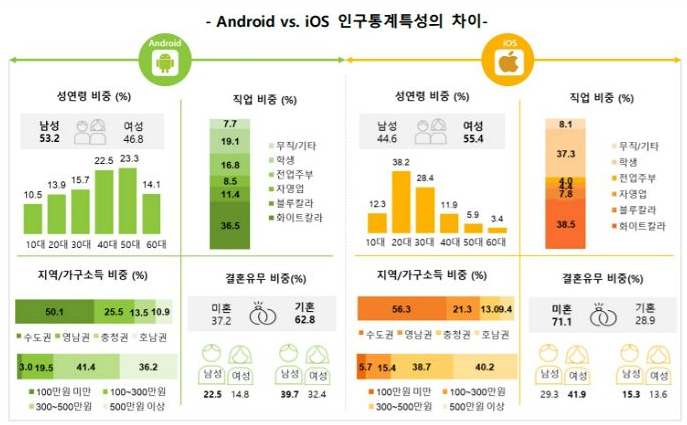 - Android vs. iOS 인구통계특성의 차이-
Android
성연령 비중 (%)
남성 여성
53.2 46.8
10.5 13.9 15.7 22.5 23.3 14.1
10대 20대 30대 40대 50대 60대
직업 비중 (%)
7.7
19.1
16.8
8.5
11.4
36.5
무직/기타
학생
전업주부
자영업
블루칼라
화이트칼라
지역/가구소득 비중 (%)
50.1 25.5 13.5 10.9
수도권 영남권 충청권 호남권
3.0 19.5 41.4 36.2
100만원 미만 100~300만원
300~500만원 500만원 이상
결혼유무 비중(%)
미혼 기혼
37.2 62.8
남성 여성 남성 여성
22.5 14.8 39.7 32.4
iOS
성연령 비중 (%)
남성 여성
44.6 55.4
12.3 38.2 28.4 11.9 5.9 3.4
10대 20대 30대 40대 50대 60대
직업 비중 (%)
8.1
37.3
4.0
4.4
7.8
38.5
무직/기타
학생
전업주부
자영업
블루칼라
화이트칼라
지역/가구소득 비중 (%)
56.3 21.3 13.0 9.4
수도권 영남권 충청권 호남권
5.7 15.4 38.7 40.2
100만원 미만 100~300만원
300~500만원 500만원 이상
결혼유무 비중(%)
미혼 기혼
71.1 28.9
남성 여성 남성 여성
29.3 41.9 15.3 13.6